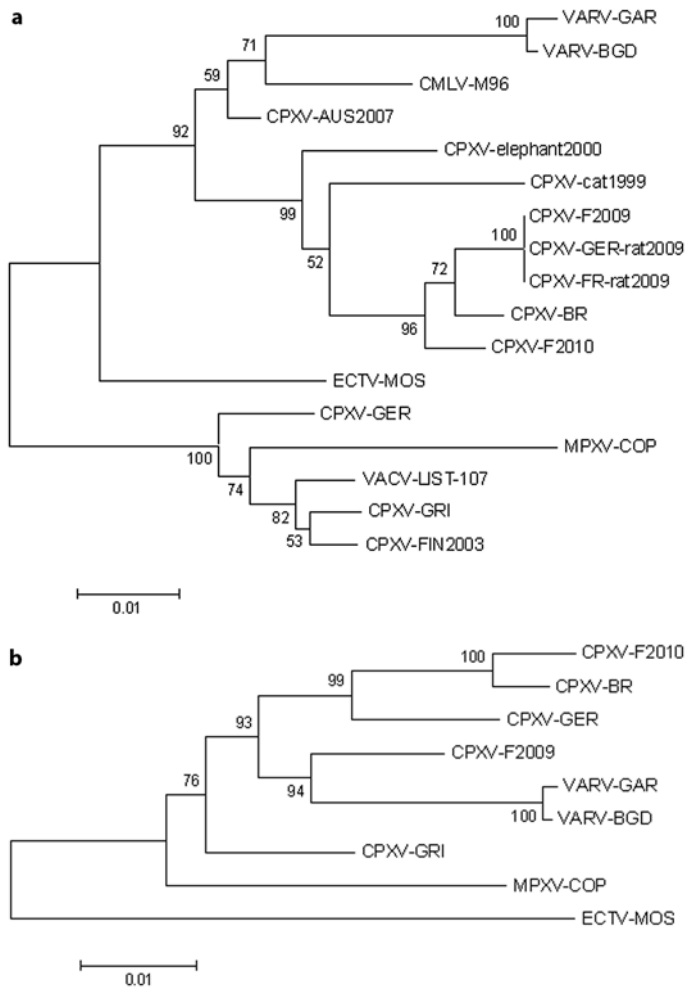 a
100
VARV-GAR
VARV-BGD
71
59
CMLV-M96
CPXV-AUS2007
92
CPXV-elephant2000
99
CPXV-cat1999
52
CPXV-F2009
100
CPXV-GER-rat2009
CPXV-FR-rat2009
72
CPXV-BR
96
CPXV-F2010
ECTV-MOS
CPXV-GER
100
MPXV-COP
74
VACV-LIST-107
82
CPXV-GRI
53
CPXV-FIN2003
0.01
b
100
CPXV-F2010
CPXV-BR
99
CPXV-GER
93
CPXV-F2009
94
VARV-GAR
100
VARV-BGD
76
CPXV-GRI
MPXV-COP
ECTV-MOS
0.01